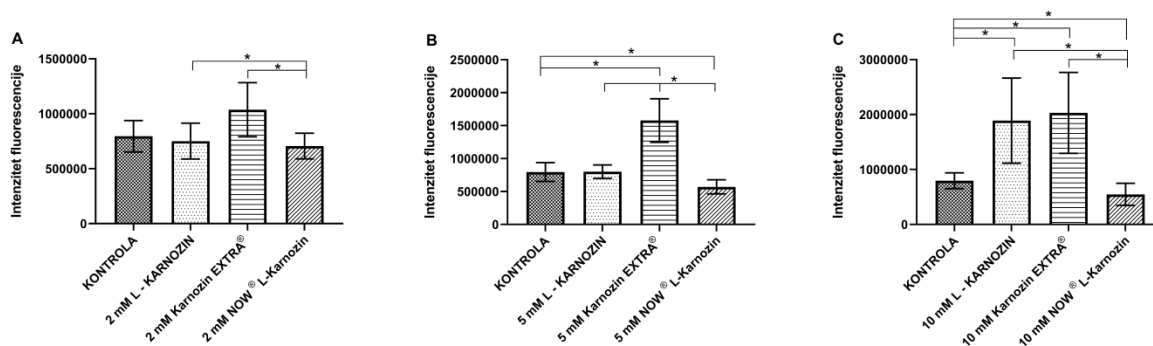 A
Intenzitet fluorescencije
1500000
1000000
500000
0
*
*
KONTROLA
2 mM L - KARNOZIN
2 mM Karnozin EXTRA®
2 mM NOW® L-Karnozin
B
Intenzitet fluorescencije
2500000
2000000
1500000
1000000
500000
0
*
*
*
KONTROLA
5 mM L - KARNOZIN
5 mM Karnozin EXTRA®
5 mM NOW® L-Karnozin
C
Intenzitet fluorescencije
3000000
2000000
1000000
0
*
*
*
*
*
KONTROLA
10 mM L - KARNOZIN
10 mM Karnozin EXTRA®
10 mM NOW® L-Karnozin